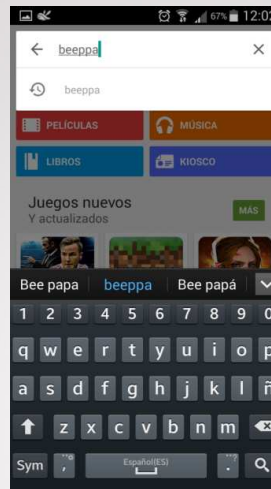 67% 12:02
beeppa
beeppa
PELÍCULAS
MÚSICA
LIBROS
KIOSCO
Juegos nuevos
Y actualizados
MÁS
Bee papa beeppa Bee papá
1 2 3 4 5 6 7 8 9 0
q w e r t y u i o p
a s d f g h j k l ñ
z x c v b n m
Sym , Español(ES) . ?